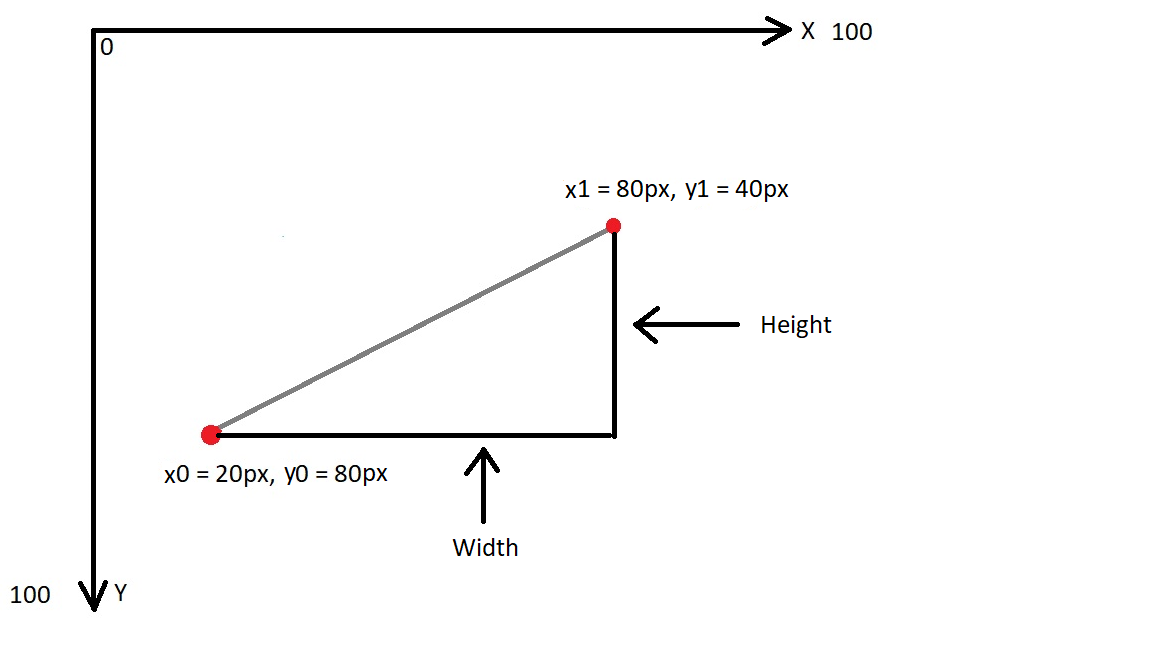 X 100
0
x1 = 80px, y1 = 40px
Height
x0 = 20px, y0 = 80px
Width
100 Y